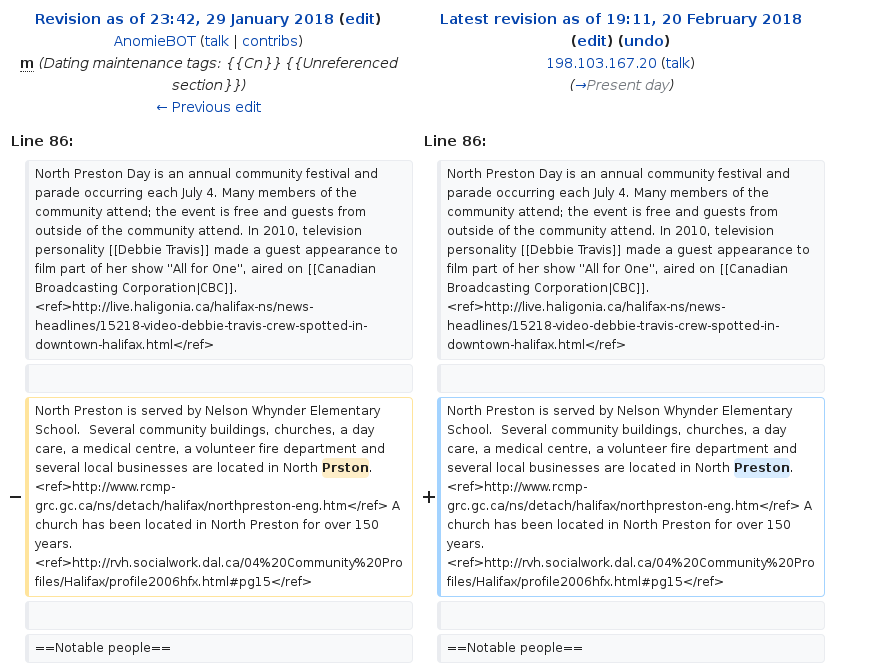 Revision as of 23:42, 29 January 2018 (edit)
AnomieBOT (talk | contribs)
m (Dating maintenance tags: {{Cn}} {{Unreferenced
section}})
← Previous edit
Latest revision as of 19:11, 20 February 2018
(edit) (undo)
198.103.167.20 (talk)
(→Present day)
Line 86:
Line 86:
North Preston Day is an annual community festival and
parade occurring each July 4. Many members of the
community attend; the event is free and guests from
outside of the community attend. In 2010, television
personality [[Debbie Travis]] made a guest appearance to
film part of her show "All for One", aired on [[Canadian
Broadcasting Corporation|CBC]].
<ref>http://live.haligonia.ca/halifax-ns/news-
headlines/15218-video-debbie-travis-crew-spotted-in-
downtown-halifax.html</ref>
North Preston Day is an annual community festival and
parade occurring each July 4. Many members of the
community attend; the event is free and guests from
outside of the community attend. In 2010, television
personality [[Debbie Travis]] made a guest appearance to
film part of her show "All for One", aired on [[Canadian
Broadcasting Corporation|CBC]].
<ref>http://live.haligonia.ca/halifax-ns/news-
headlines/15218-video-debbie-travis-crew-spotted-in-
downtown-halifax.html</ref>
−
North Preston is served by Nelson Whynder Elementary
School.  Several community buildings, churches, a day
care, a medical centre, a volunteer fire department and
several local businesses are located in North Prston.
<ref>http://www.rcmp-
grc.gc.ca/ns/detach/halifax/northpreston-eng.htm</ref> A
church has been located in North Preston for over 150
years.
<ref>http://rvh.socialwork.dal.ca/04%20Community%20Pro
files/Halifax/profile2006hfx.html#pg15</ref>
+
North Preston is served by Nelson Whynder Elementary
School.  Several community buildings, churches, a day
care, a medical centre, a volunteer fire department and
several local businesses are located in North Preston.
<ref>http://www.rcmp-
grc.gc.ca/ns/detach/halifax/northpreston-eng.htm</ref> A
church has been located in North Preston for over 150
years.
<ref>http://rvh.socialwork.dal.ca/04%20Community%20Pro
files/Halifax/profile2006hfx.html#pg15</ref>
==Notable people==
==Notable people==